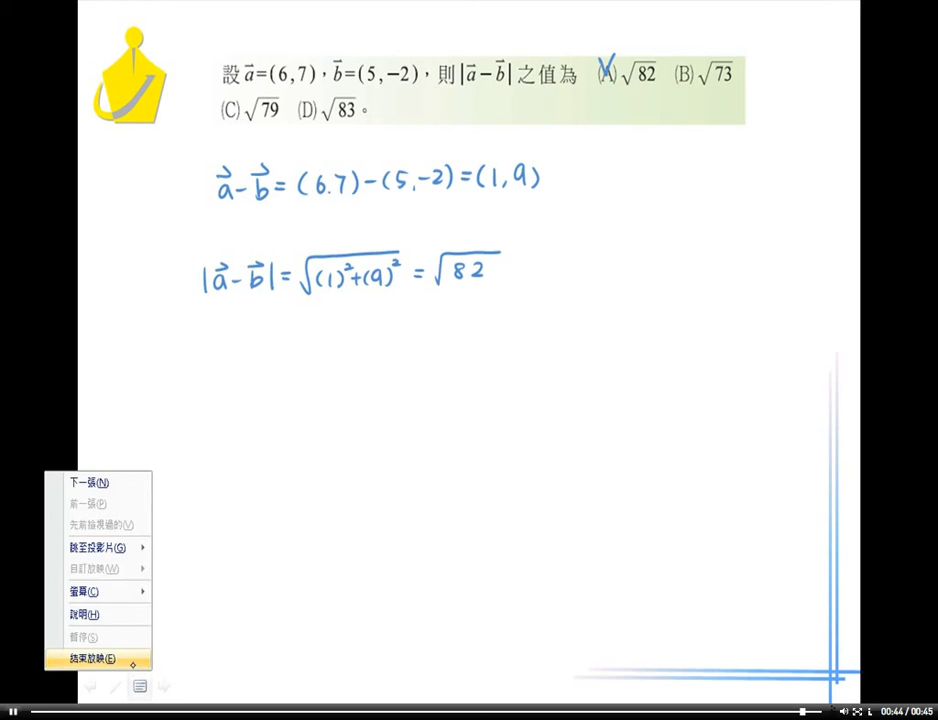 設 a⃗=(6,7),b⃗=(5,−2),則|a⃗−b⃗|之值為 (A)√82 (B)√73
(C)√79 (D)√83。
a⃗−b⃗=(6.7)−(5,−2)=(1,9)
|a⃗−b⃗|=√(1)²+(9)² =√82
下一張(N)
前一張(P)
先前檢視過的(V)
跳至投影片(G)
自訂放映(W)
螢幕(C)
說明(H)
暫停(S)
結束放映(E)
00:44 / 00:45